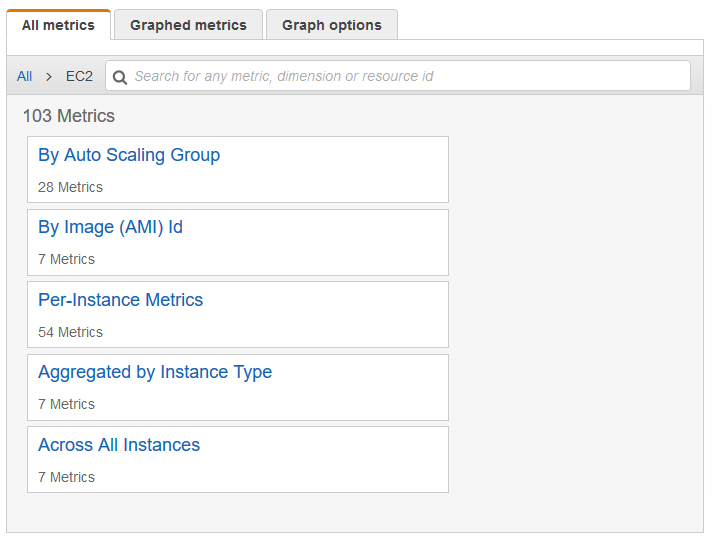 All metrics
Graphed metrics
Graph options
All > EC2
Search for any metric, dimension or resource id
103 Metrics
By Auto Scaling Group
28 Metrics
By Image (AMI) Id
7 Metrics
Per-Instance Metrics
54 Metrics
Aggregated by Instance Type
7 Metrics
Across All Instances
7 Metrics